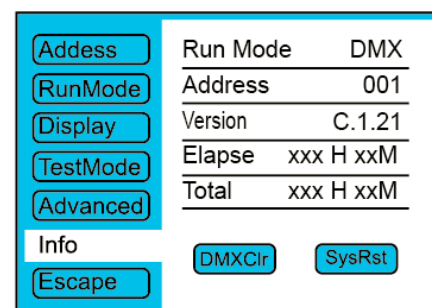 Addess
RunMode
Display
TestMode
Advanced
Info
Escape
Run Mode DMX
Address 001
Version C.1.21
Elapse xxx H xxM
Total xxx H xxM
DMXClr SysRst